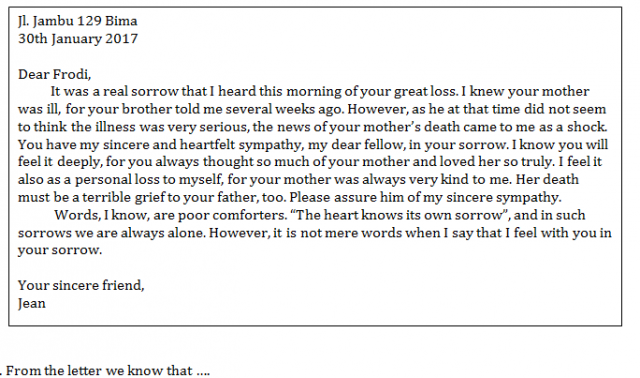 Jl. Jambu 129 Bima
30th January 2017
Dear Frodi,
It was a real sorrow that I heard this morning of your great loss. I knew your mother
was ill, for your brother told me several weeks ago. However, as he at that time did not seem
to think the illness was very serious, the news of your mother's death came to me as a shock.
You have my sincere and heartfelt sympathy, my dear fellow, in your sorrow. I know you will
feel it deeply, for you always thought so much of your mother and loved her so truly. I feel it
also as a personal loss to myself, for your mother was always very kind to me. Her death
must be a terrible grief to your father, too. Please assure him of my sincere sympathy.
Words, I know, are poor comforters. “The heart knows its own sorrow”, and in such
sorrows we are always alone. However, it is not mere words when I say that I feel with you in
your sorrow.
Your sincere friend,
Jean
. From the letter we know that ....